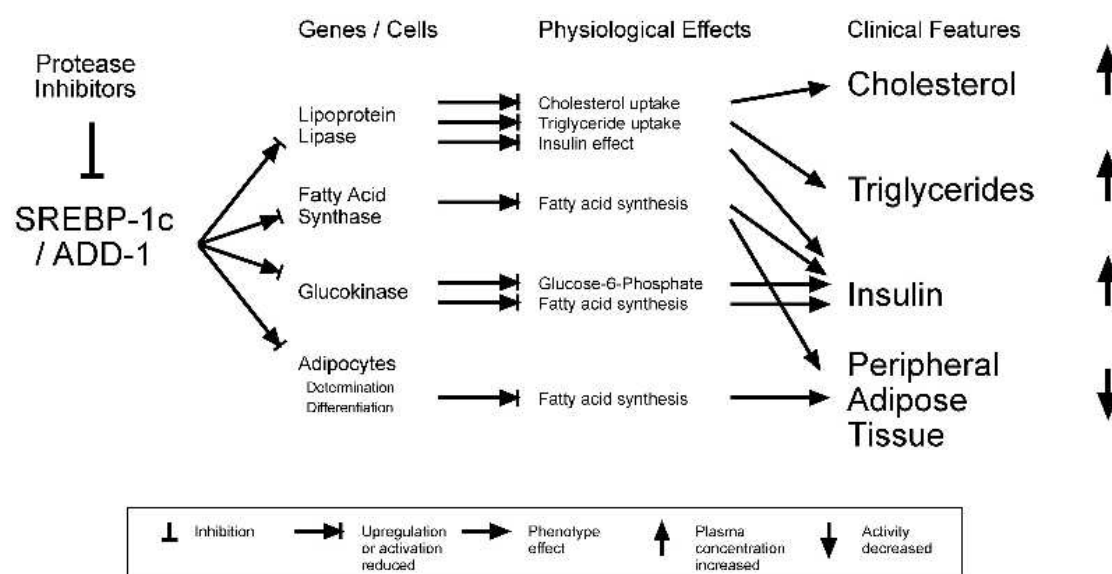 Genes / Cells
Physiological Effects
Clinical Features
Protease
Inhibitors
SREBP-1c
/ ADD-1
Lipoprotein
Lipase
Fatty Acid
Synthase
Glucokinase
Adipocytes
Determination
Differentiation
Cholesterol uptake
Triglyceride uptake
Insulin effect
Fatty acid synthesis
Glucose-6-Phosphate
Fatty acid synthesis
Fatty acid synthesis
Cholesterol
Triglycerides
Insulin
Peripheral
Adipose
Tissue
Inhibition
Upregulation
or activation
reduced
Phenotype
effect
Plasma
concentration
increased
Activity
decreased